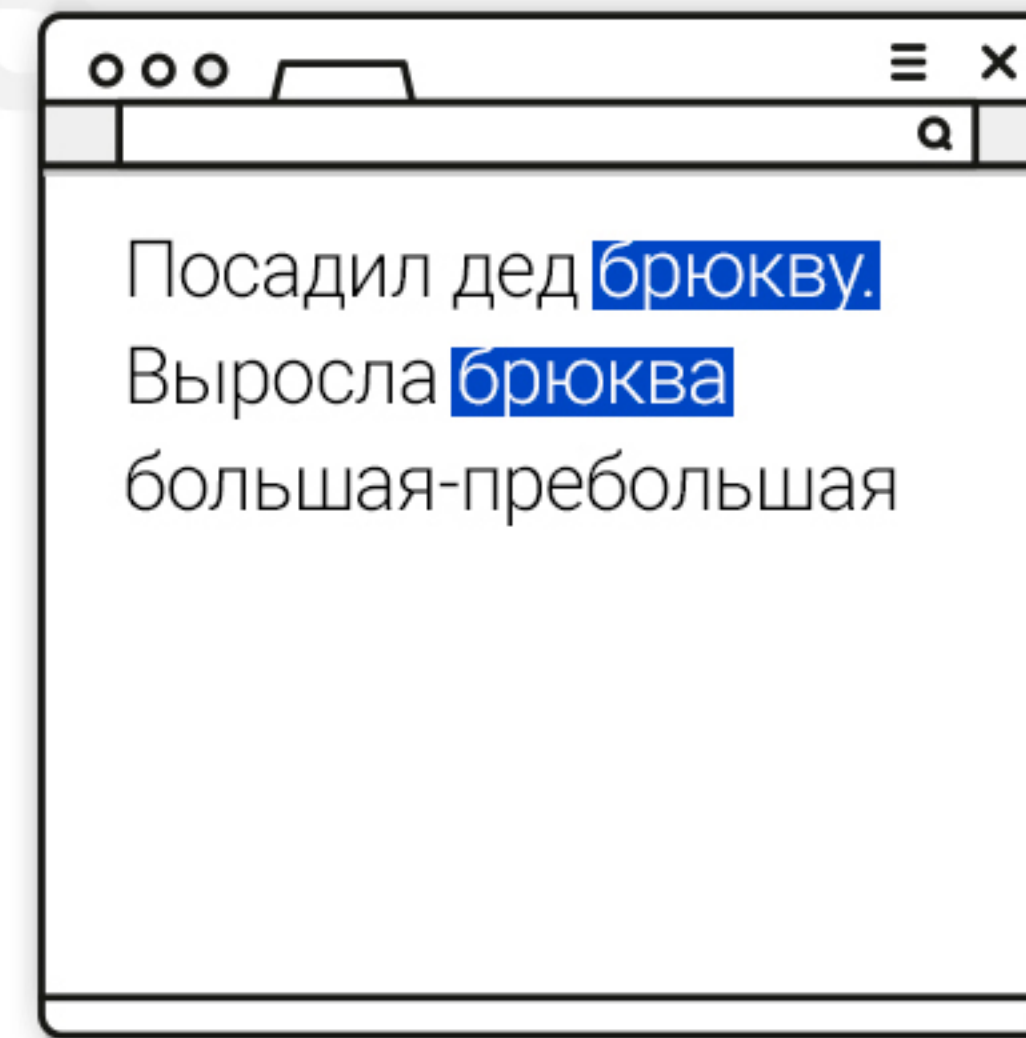 Посадил дед брюкву.
Выросла брюква
большая-пребольшая